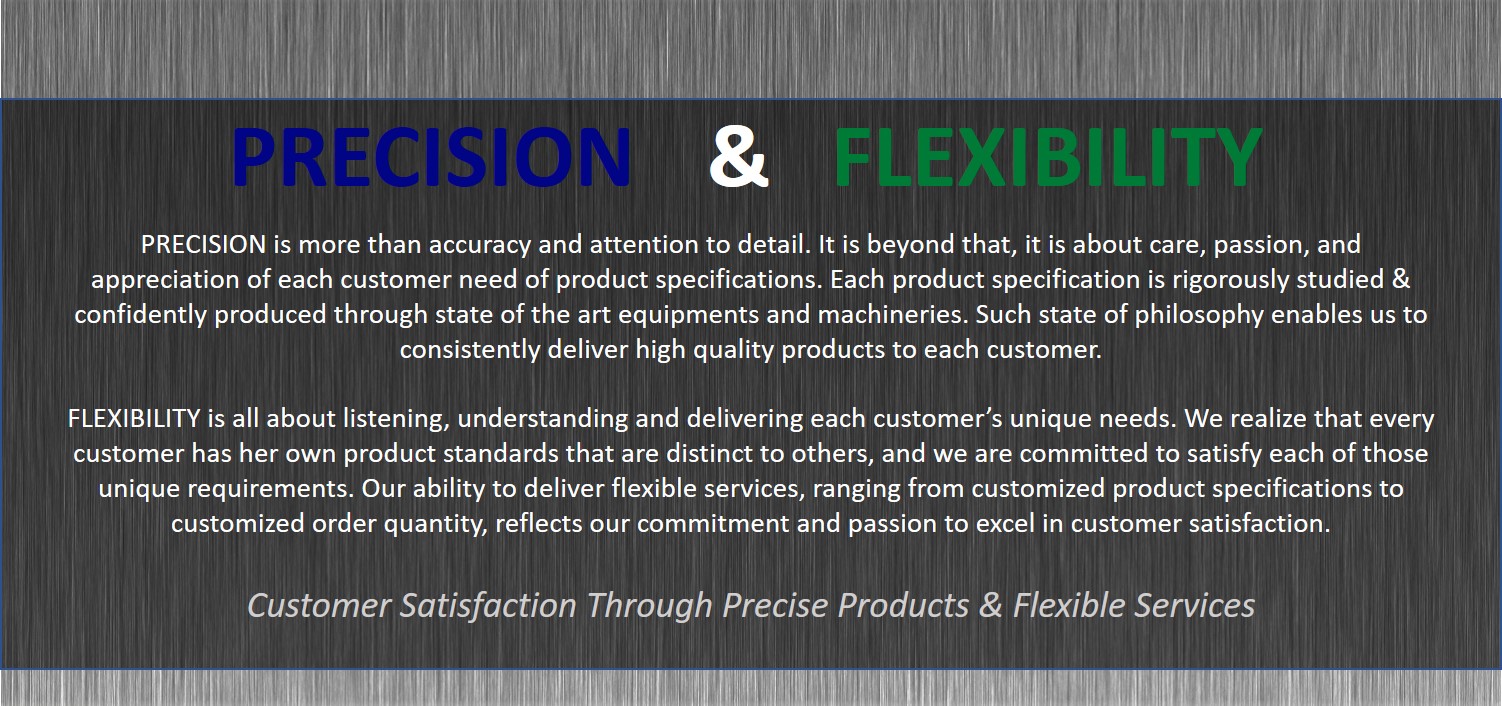 PRECISION & FLEXIBILITY
PRECISION is more than accuracy and attention to detail. It is beyond that, it is about care, passion, and
appreciation of each customer need of product specifications. Each product specification is rigorously studied &
confidently produced through state of the art equipments and machineries. Such state of philosophy enables us to
consistently deliver high quality products to each customer.
FLEXIBILITY is all about listening, understanding and delivering each customer’s unique needs. We realize that every
customer has her own product standards that are distinct to others, and we are committed to satisfy each of those
unique requirements. Our ability to deliver flexible services, ranging from customized product specifications to
customized order quantity, reflects our commitment and passion to excel in customer satisfaction.
Customer Satisfaction Through Precise Products & Flexible Services